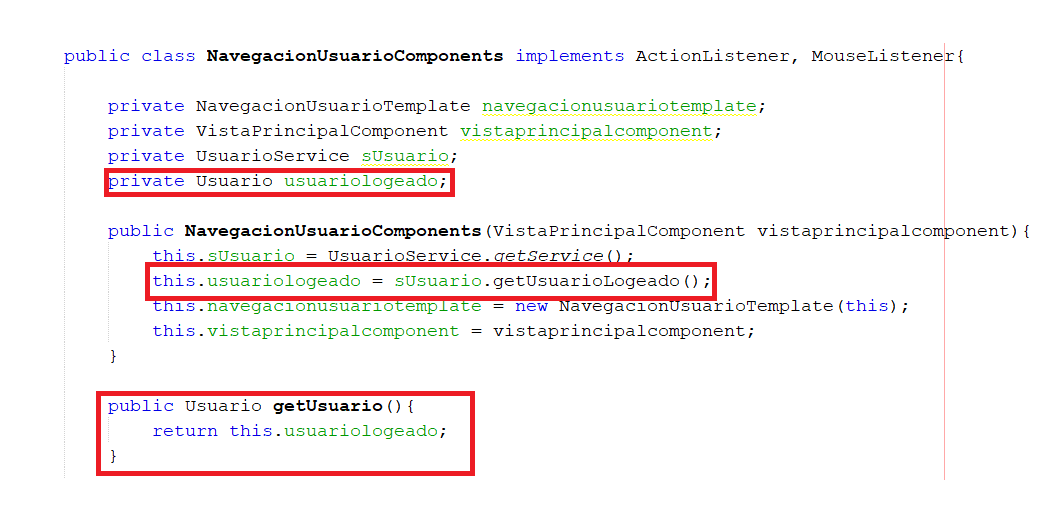 public class NavegacionUsuarioComponents implements ActionListener, MouseListener{
private NavegacionUsuarioTemplate navegacionusuariotemplate;
private VistaPrincipalComponent vistaprincipalcomponent;
private UsuarioService sUsuario;
private Usuario usuariologeado;
public NavegacionUsuarioComponents(VistaPrincipalComponent vistaprincipalcomponent){
this.sUsuario = UsuarioService.getService();
this.usuariologeado = sUsuario.getUsuarioLogeado();
this.navegacionusuariotemplate = new NavegacionUsuarioTemplate(this);
this.vistaprincipalcomponent = vistaprincipalcomponent;
}
public Usuario getUsuario(){
return this.usuariologeado;
}